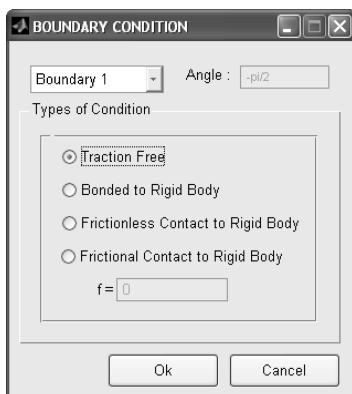 BOUNDARY CONDITION
Boundary 1 Angle : -pi/2
Types of Condition
Traction Free
Bonded to Rigid Body
Frictionless Contact to Rigid Body
Frictional Contact to Rigid Body
f = 0
Ok Cancel